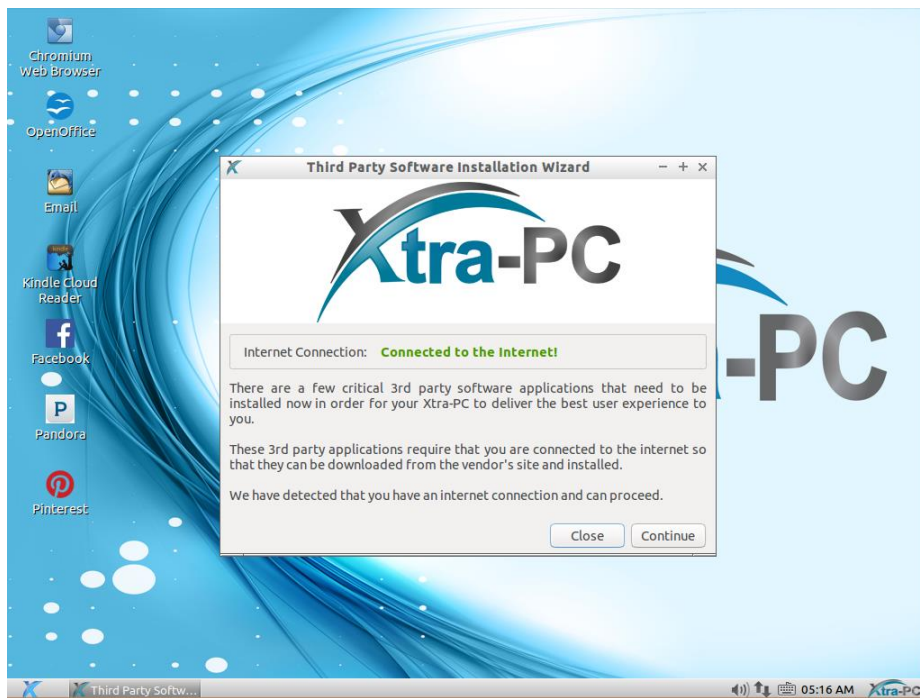 Chromium
Web Browser
OpenOffice
Email
kindle
Kindle Cloud
Reader
Facebook
P
Pandora
Pinterest
Third Party Software Installation Wizard
Xtra-PC
Internet Connection: Connected to the Internet!
There are a few critical 3rd party software applications that need to be
installed now in order for your Xtra-PC to deliver the best user experience to
you.
These 3rd party applications require that you are connected to the internet so
that they can be downloaded from the vendor's site and installed.
We have detected that you have an internet connection and can proceed.
Close Continue
-PC
Third Party Softw...
05:16 AM
Xtra-PC